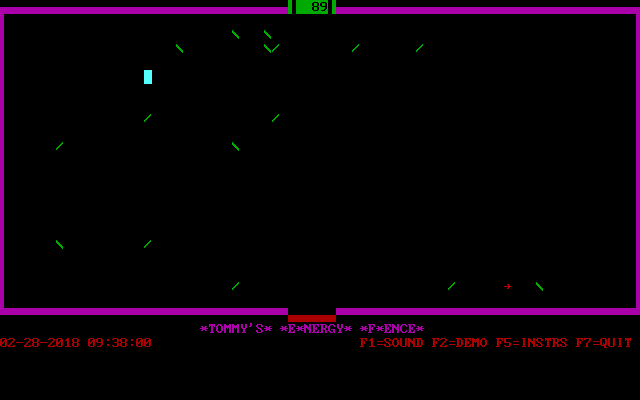 89
*TOMMY'S* *E*NERGY* *F*ENCE*
02-28-2018 09:38:00 F1=SOUND F2=DEMO F5=INSTRS F7=QUIT